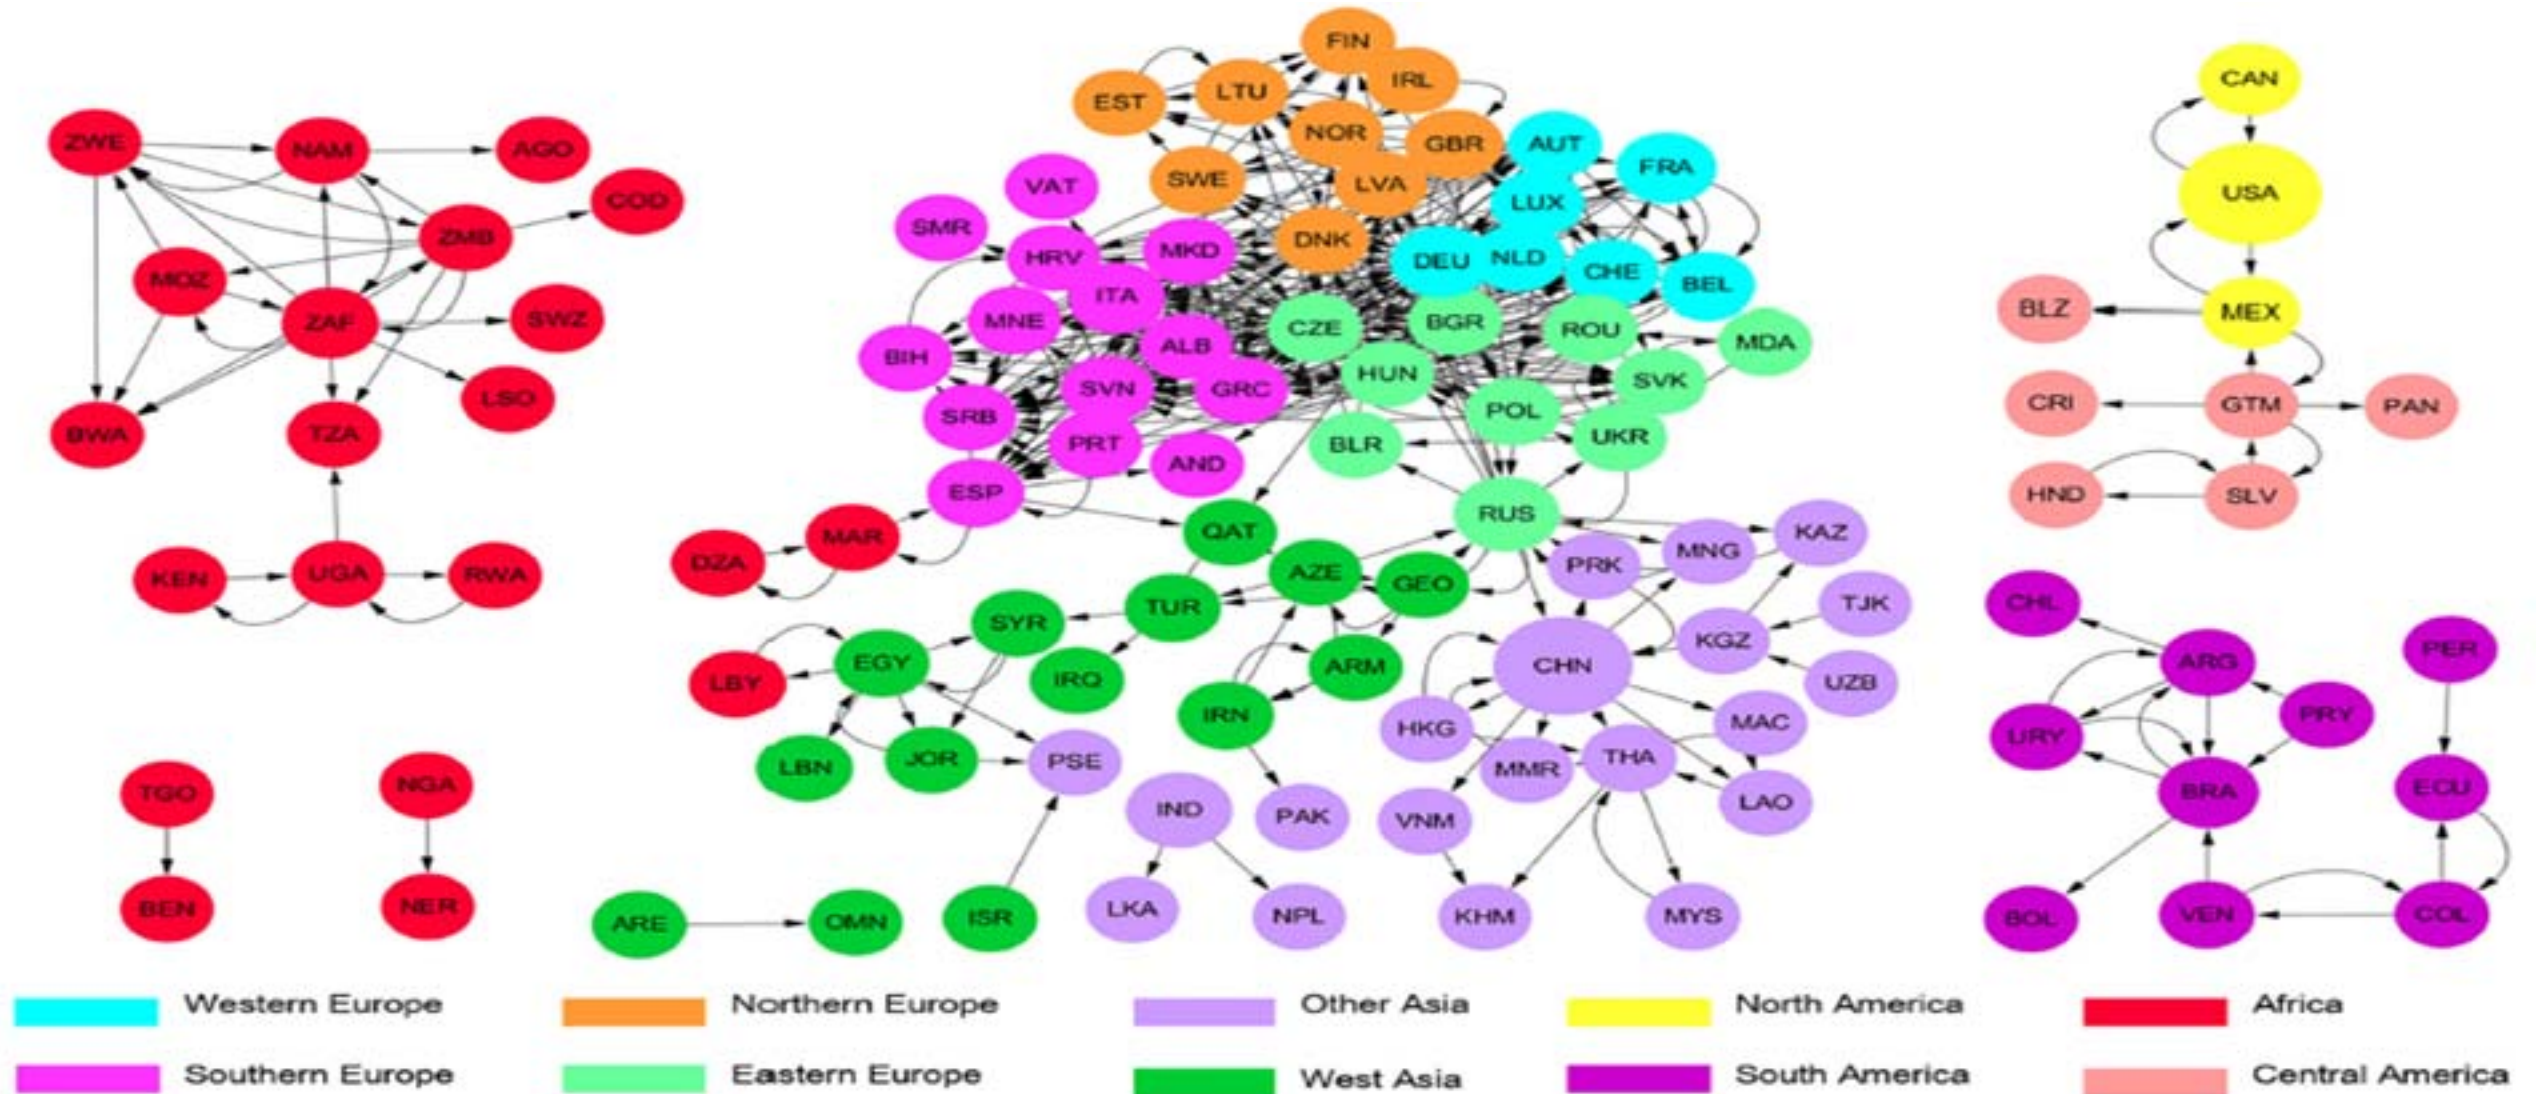 FIN
IRL
CAN
EST
LTU
NOR
GBR
AUT
FRA
ZWE
NAM
AGO
SWE
LVA
LUX
USA
VAT
COD
SMR
HRV
MKD
DNK
DEU
NLD
CHE
BEL
ZMB
MOZ
ITA
BLZ
MEX
ZAF
SWZ
MNE
CZE
BGR
ROU
MDA
BIH
ALB
HUN
SVK
LSO
SVN
GRC
POL
CRI
GTM
PAN
BWA
TZA
SRB
PRT
AND
BLR
UKR
ESP
RUS
HND
SLV
QAT
KAZ
DZA
MAR
AZE
GEO
PRK
MNG
KEN
UGA
RWA
TUR
TJK
CHL
SYR
KGZ
ARG
PER
EGY
IRQ
ARM
CHN
UZB
LBY
IRN
HKG
MAC
URY
PRY
LBN
JOR
PSE
MMR
THA
TGO
NGA
IND
PAK
VNM
LAO
BRA
ECU
BEN
NER
ARE
OMN
ISR
LKA
NPL
KHM
MYS
BOL
VEN
COL
Western Europe
Northern Europe
Other Asia
North America
Africa
Southern Europe
Eastern Europe
West Asia
South America
Central America